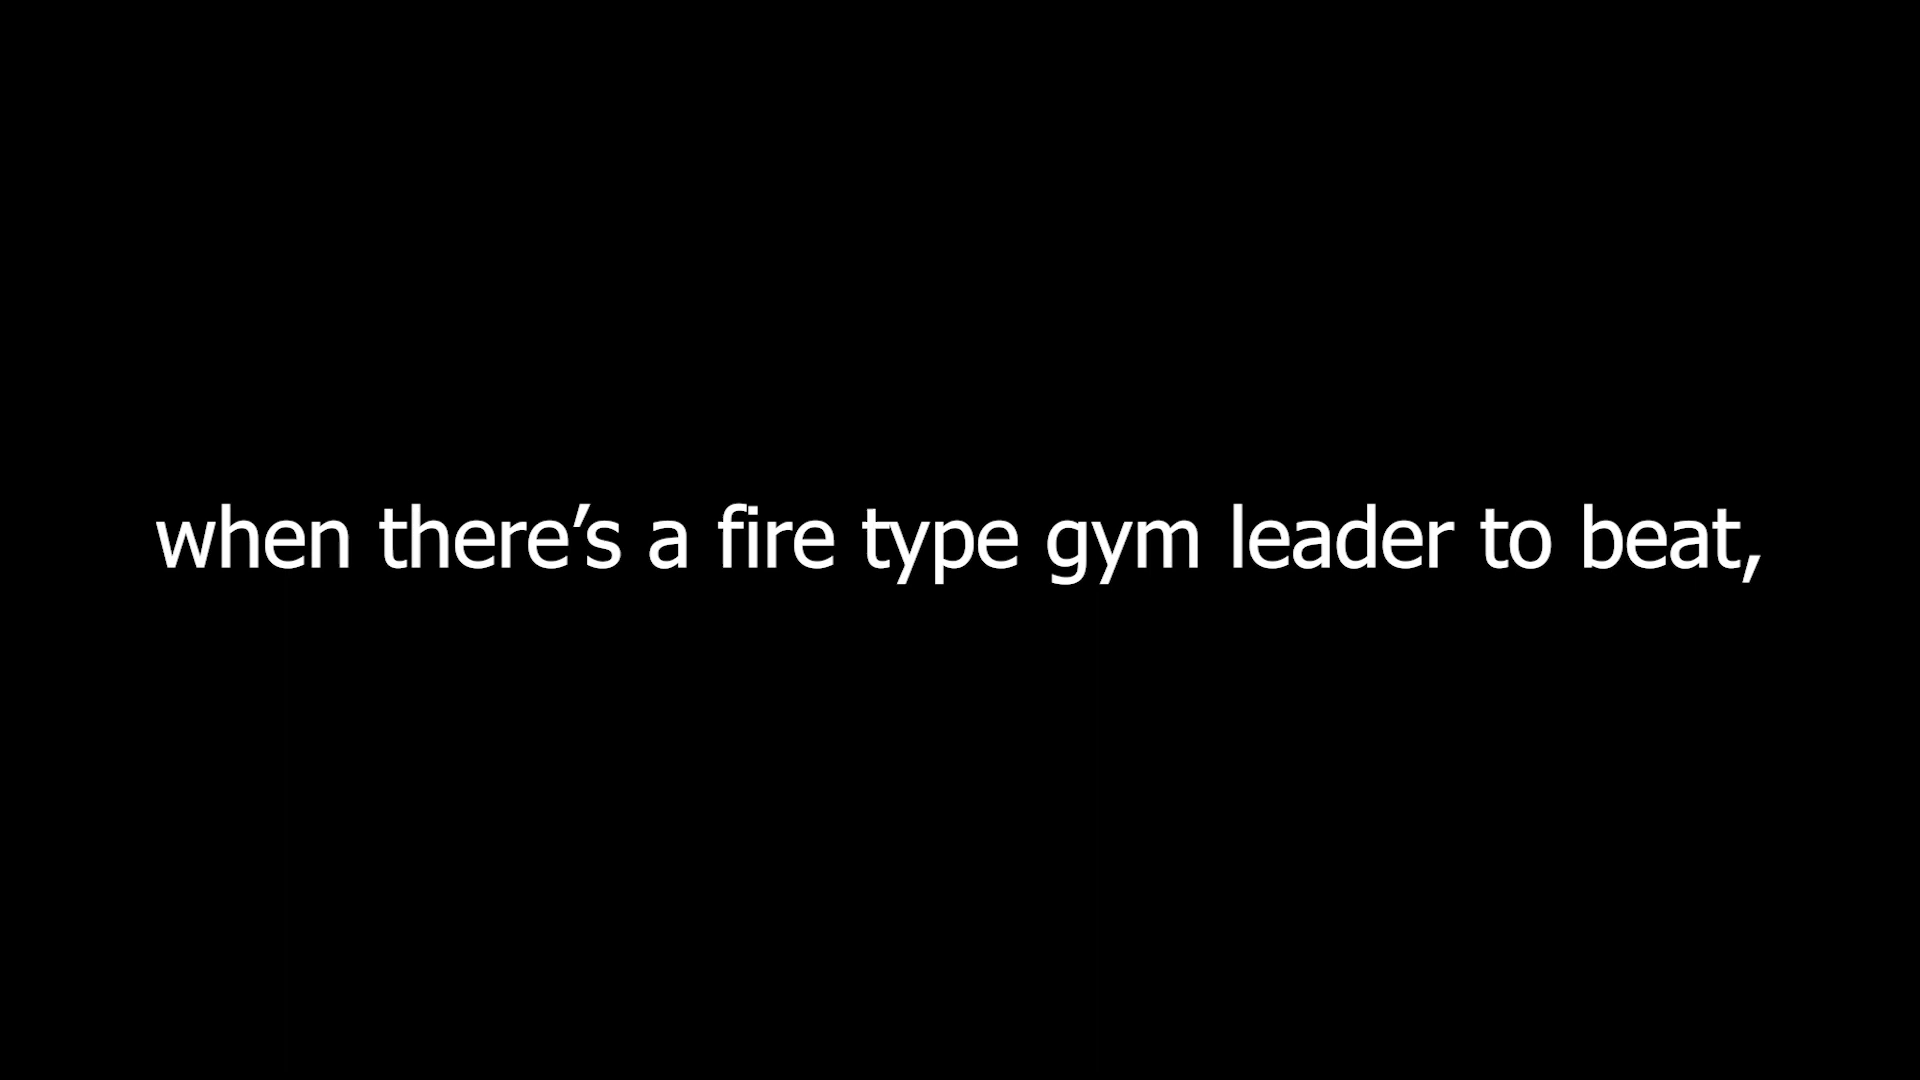 when there’s a fire type gym leader to beat,